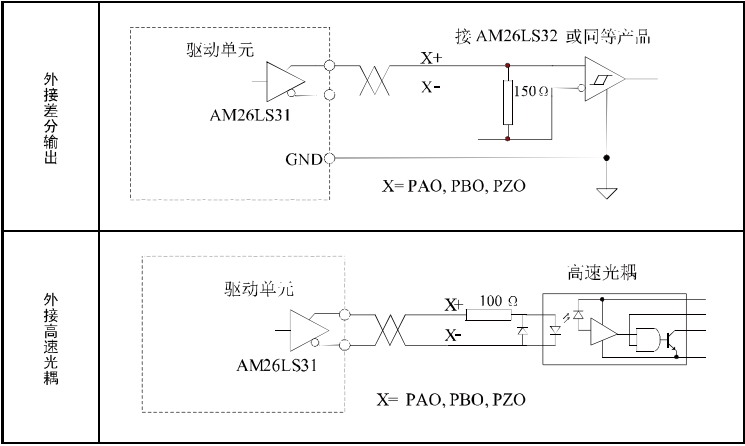 外接差分输出
驱动单元
AM26LS31
GND
X+
X-
接 AM26LS32 或同等产品
150Ω
X= PAO, PBO, PZO
外接高速光耦
驱动单元
AM26LS31
X+
X-
100 Ω
高速光耦
X= PAO, PBO, PZO